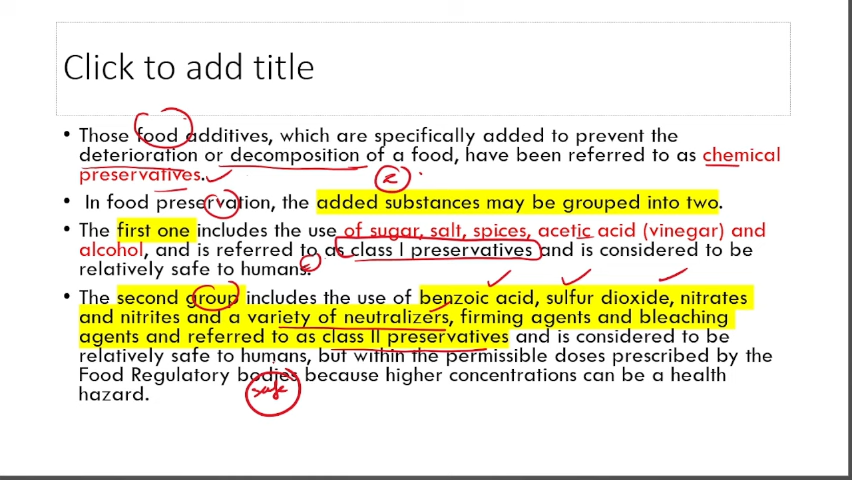 Click to add title
• Those food additives, which are specifically added to prevent the
deterioration or decomposition of a food, have been referred to as chemical
preservatives.
2
• In food preservation, the added substances may be grouped into two.
• The first one includes the use of sugar, salt, spices, acetic acid (vinegar) and
alcohol, and is referred to as class I preservatives and is considered to be
relatively safe to humans.
• The second group includes the use of benzoic acid, sulfur dioxide, nitrates
and nitrites and a variety of neutralizers, firming agents and bleaching
agents and referred to as class II preservatives and is considered to be
relatively safe to humans, but within the permissible doses prescribed by the
Food Regulatory bodies because higher concentrations can be a health
hazard.
safe